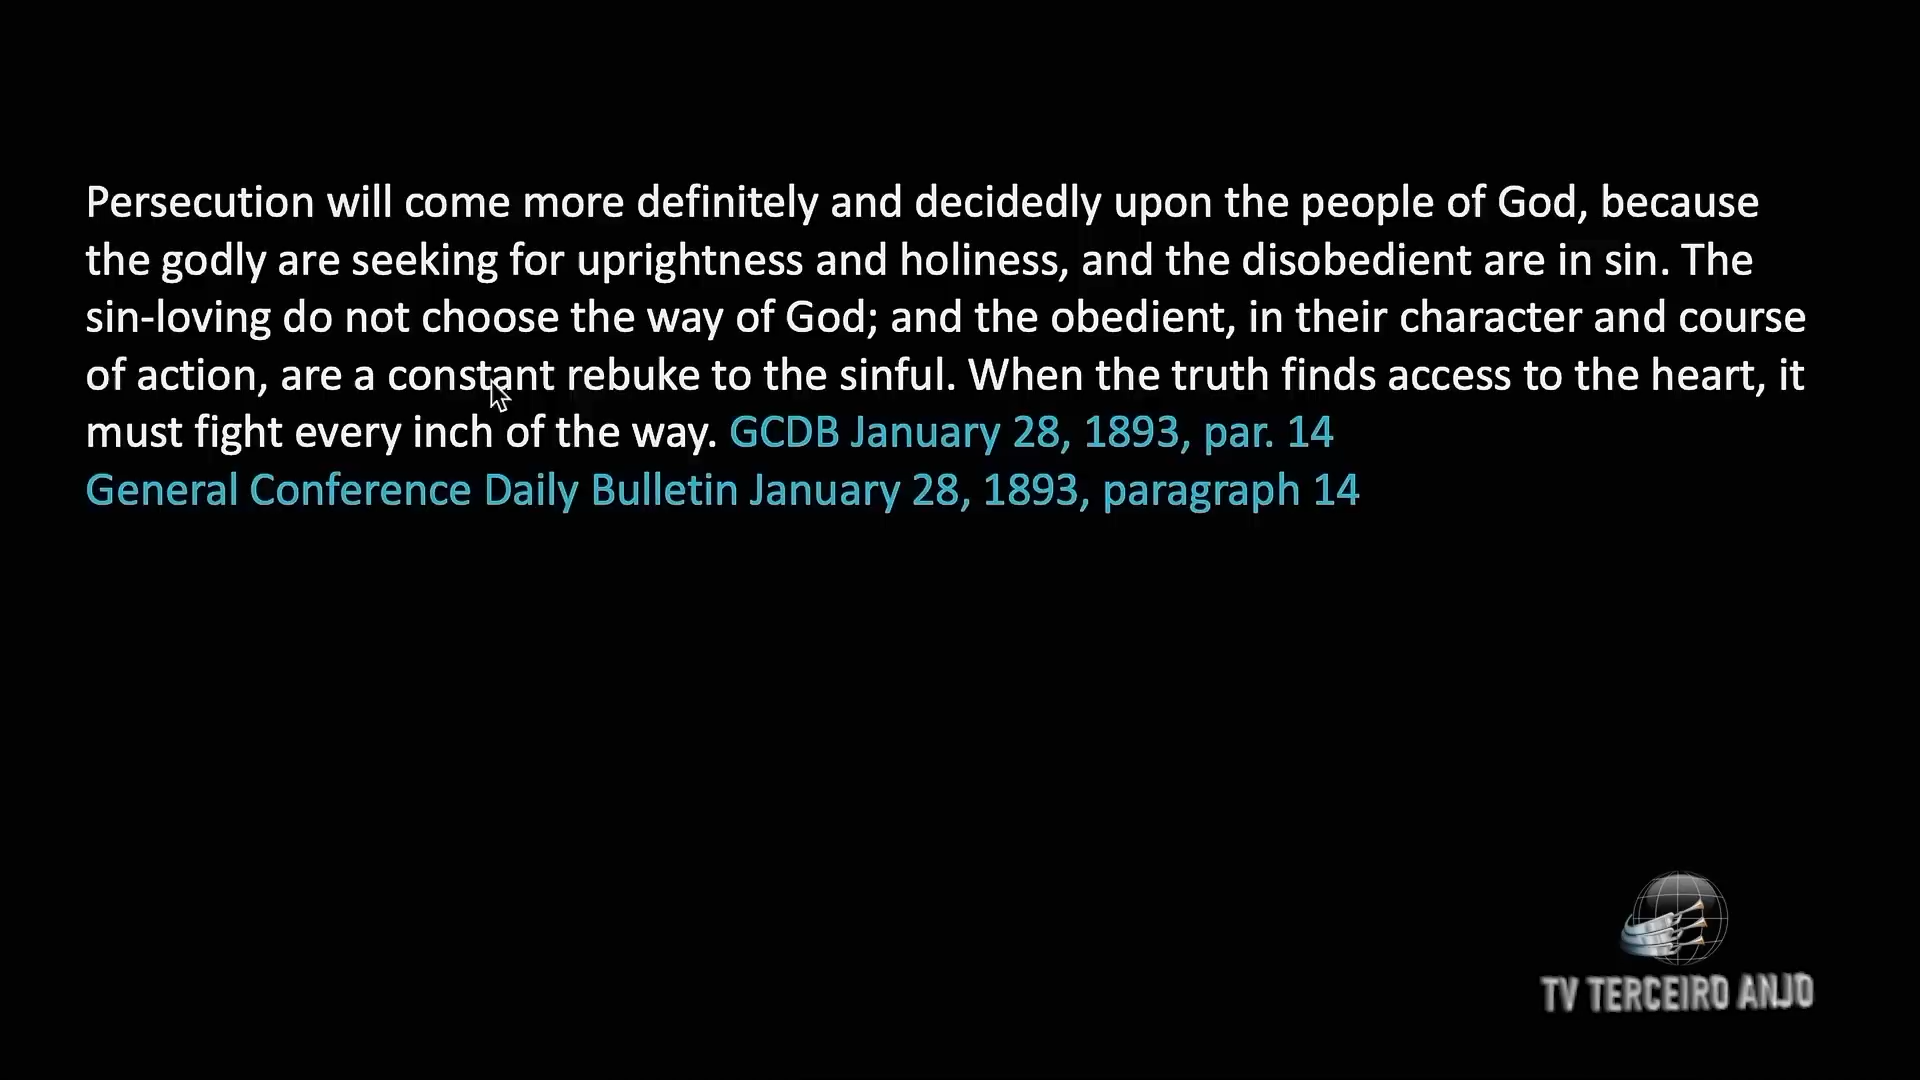 Persecution will come more definitely and decidedly upon the people of God, because
the godly are seeking for uprightness and holiness, and the disobedient are in sin. The
sin-loving do not choose the way of God; and the obedient, in their character and course
of action, are a constant rebuke to the sinful. When the truth finds access to the heart, it
must fight every inch of the way. GCDB January 28, 1893, par. 14
General Conference Daily Bulletin January 28, 1893, paragraph 14
TV TERCEIRO ANJO